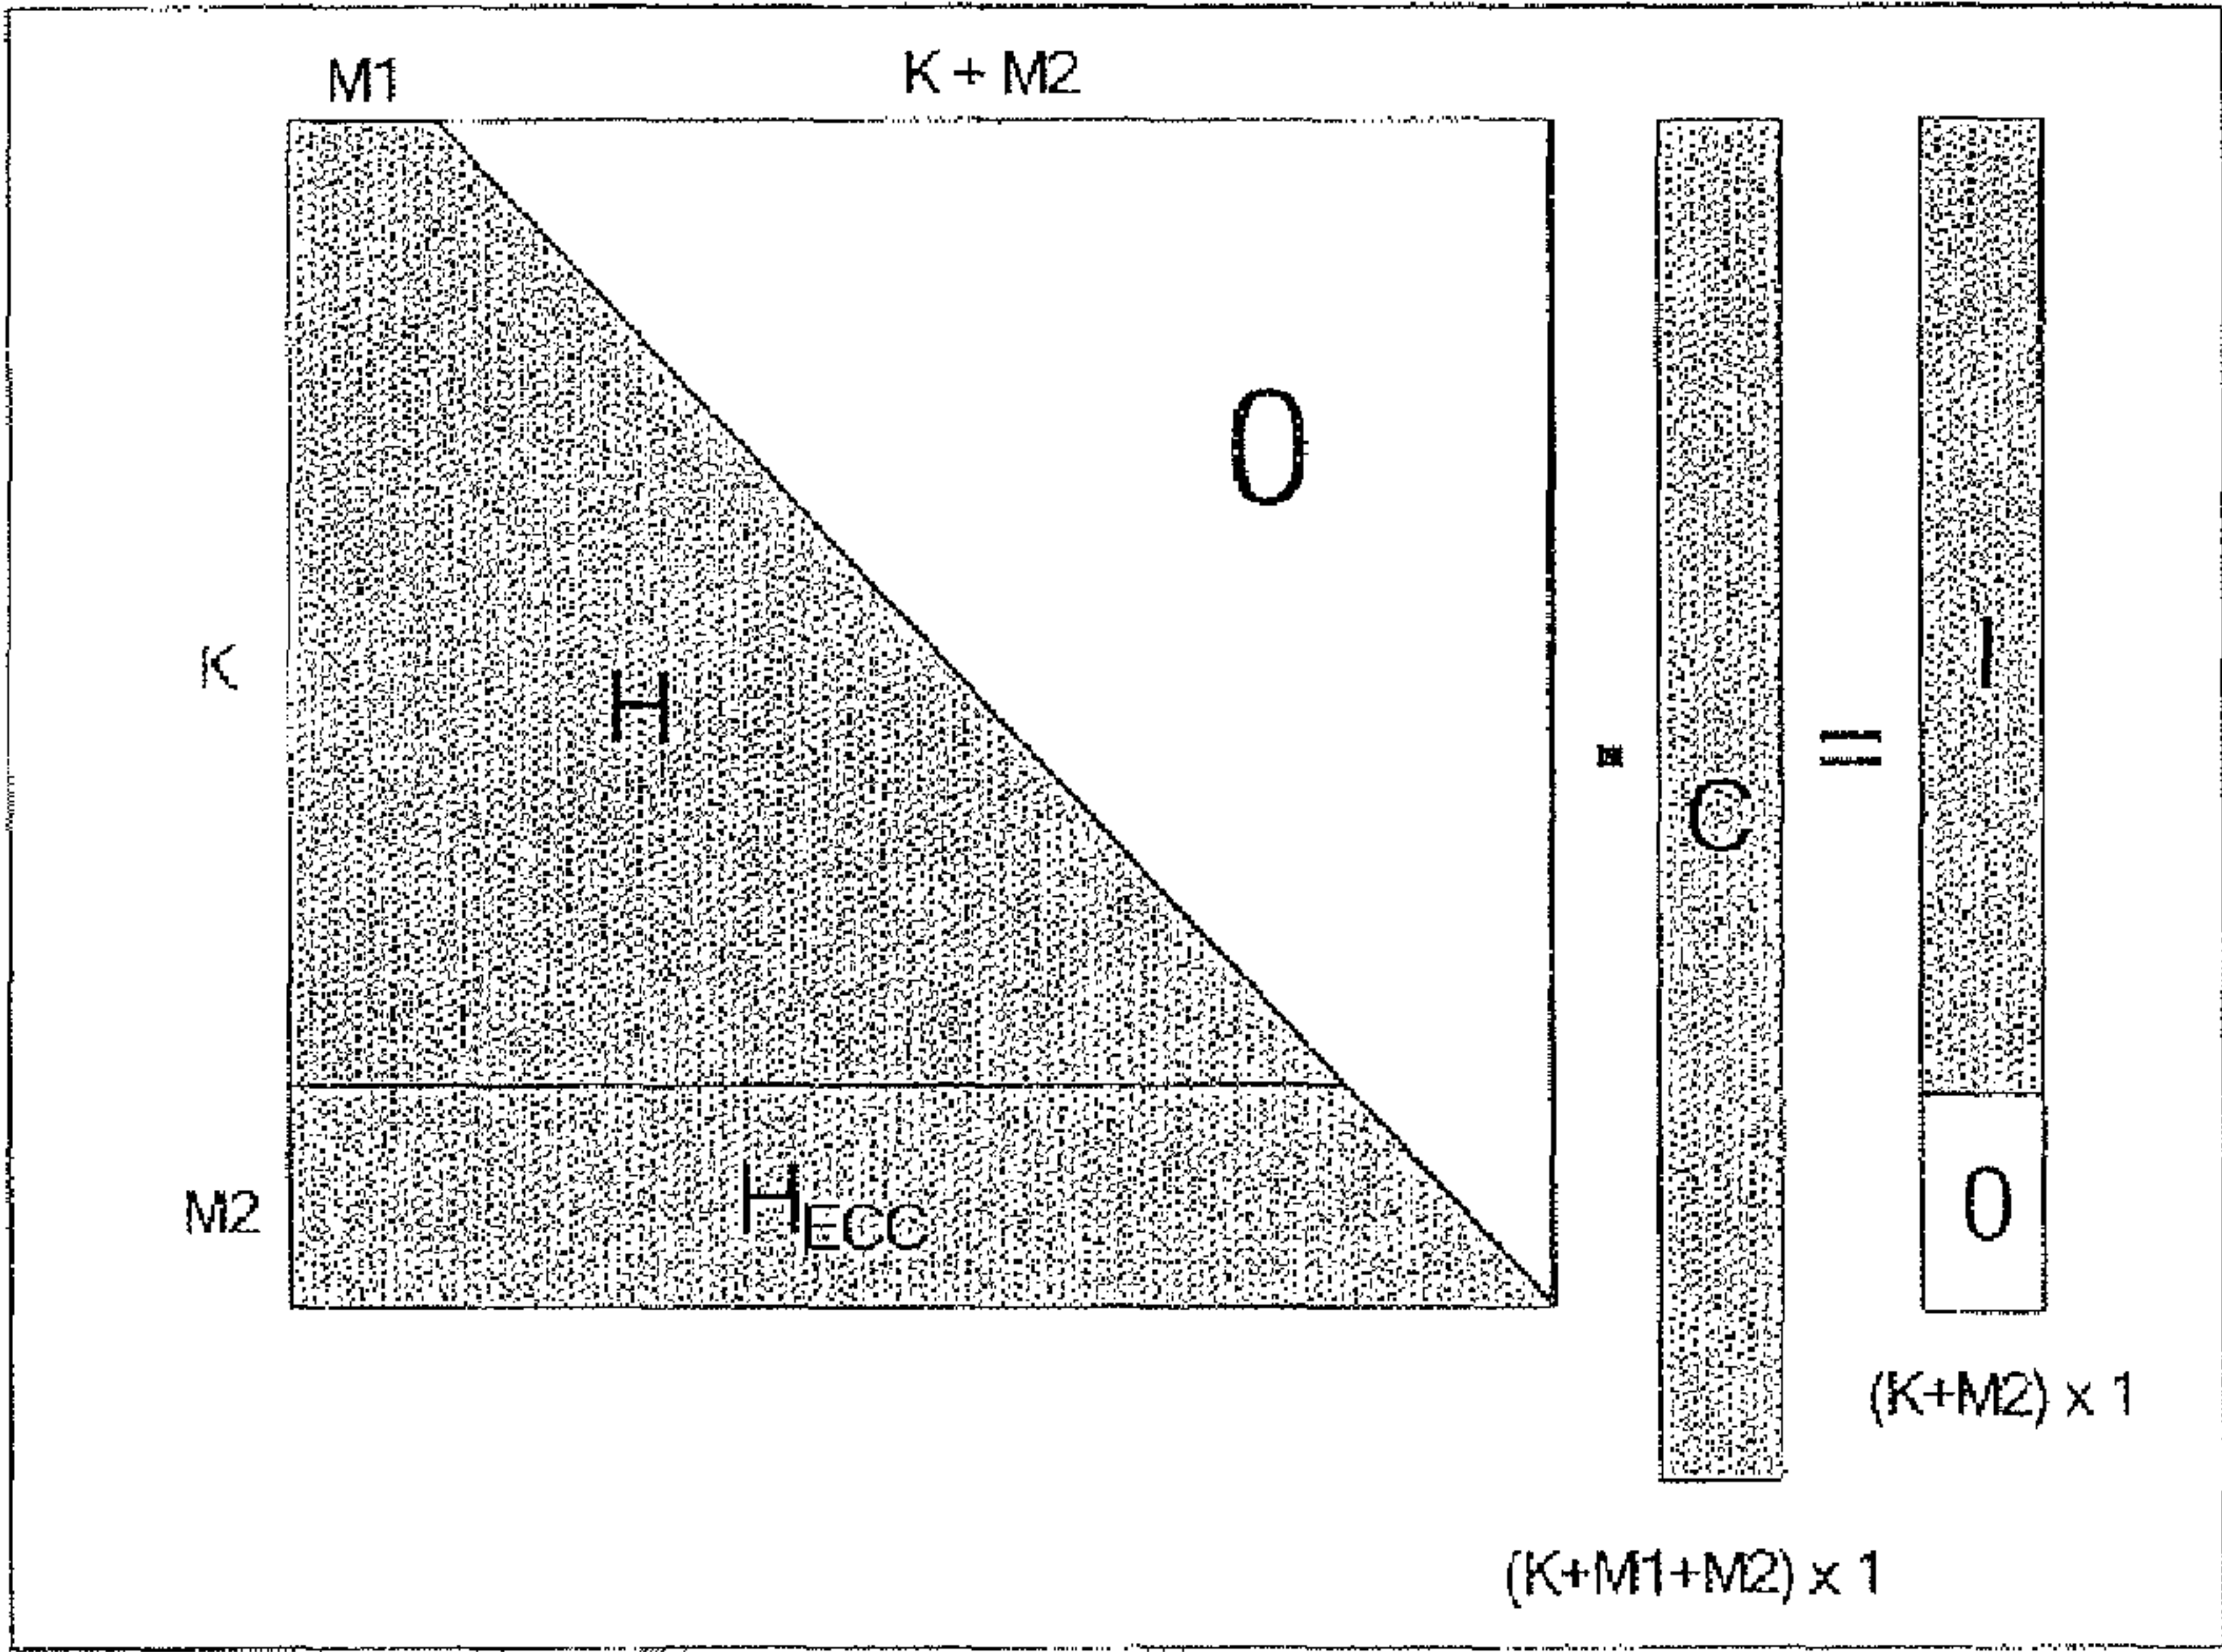 M1
K + M2
0
K
H
I
▪
=
C
M2
H_ECC
0
(K+M2) x 1
(K+M1+M2) x 1